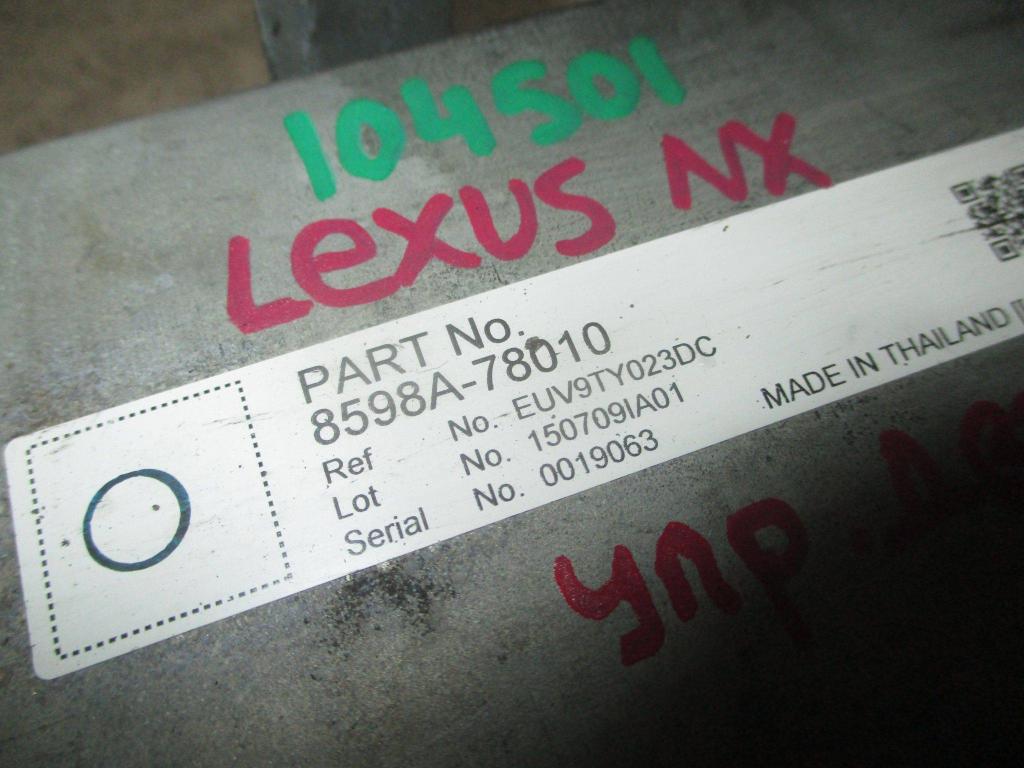 104501
Lexus NX
PART No.
8598A-78010
Ref No. EUV9TY023DC
Lot No. 150709IA01
Serial No. 0019063
MADE IN THAILAND
упр.